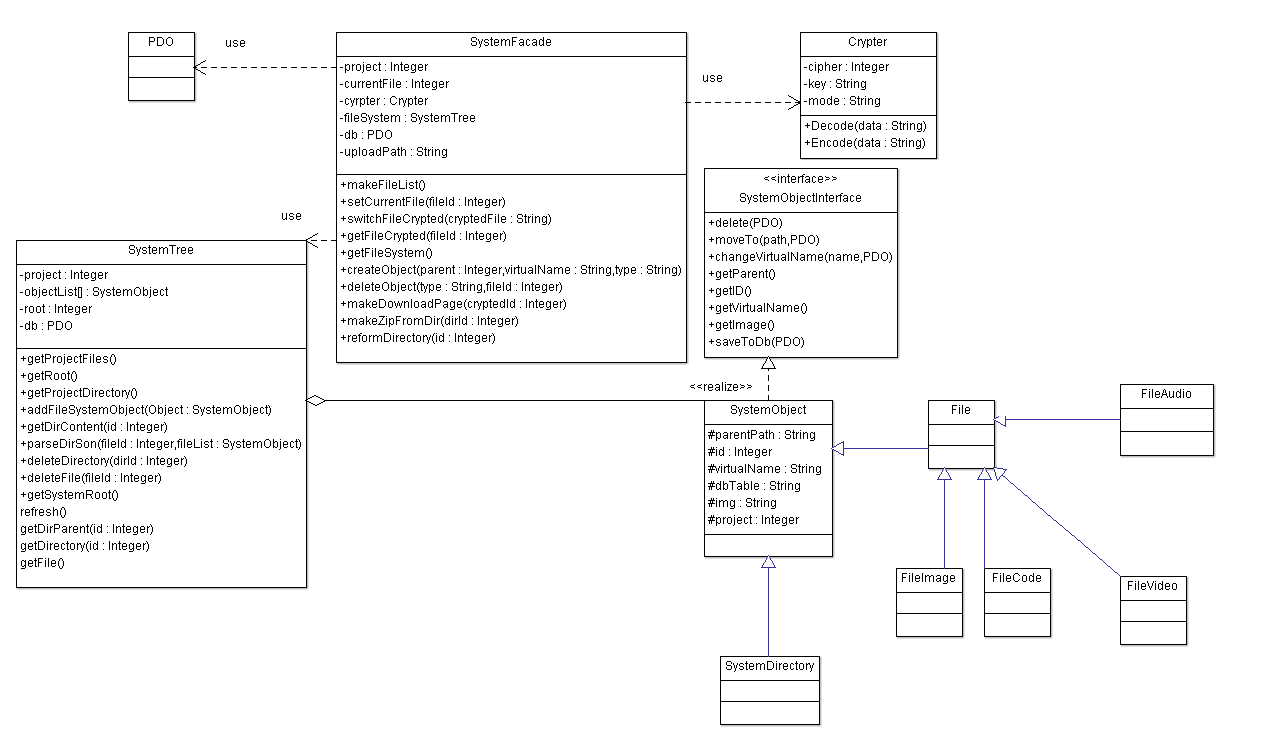 PDO
use
SystemFacade
-project : Integer
-currentFile : Integer
-cyrpter : Crypter
-fileSystem : SystemTree
-db : PDO
-uploadPath : String
+makeFileList()
+setCurrentFile(fileId : Integer)
+switchFileCrypted(cryptedFile : String)
+getFileCrypted(fileId : Integer)
+getFileSystem()
+createObject(parent : Integer,virtualName : String,type : String)
+deleteObject(type : String,fileId : Integer)
+makeDownloadPage(cryptedId : Integer)
+makeZipFromDir(dirId : Integer)
+reformDirectory(id : Integer)
use
Crypter
-cipher : Integer
-key : String
-mode : String
+Decode(data : String)
+Encode(data : String)
<<interface>>
SystemObjectInterface
+delete(PDO)
+moveTo(path,PDO)
+changeVirtualName(name,PDO)
+getParent()
+getID()
+getVirtualName()
+getImage()
+saveToDb(PDO)
use
SystemTree
-project : Integer
-objectList[] : SystemObject
-root : Integer
-db : PDO
+getProjectFiles()
+getRoot()
+getProjectDirectory()
+addFileSystemObject(Object : SystemObject)
+getDirContent(id : Integer)
+parseDirSon(fileId : Integer,fileList : SystemObject)
+deleteDirectory(dirId : Integer)
+deleteFile(fileId : Integer)
+getSystemRoot()
refresh()
getDirParent(id : Integer)
getDirectory(id : Integer)
getFile()
<<realize>>
SystemObject
#parentPath : String
#id : Integer
#virtualName : String
#dbTable : String
#img : String
#project : Integer
File
FileAudio
FileImage
FileCode
FileVideo
SystemDirectory